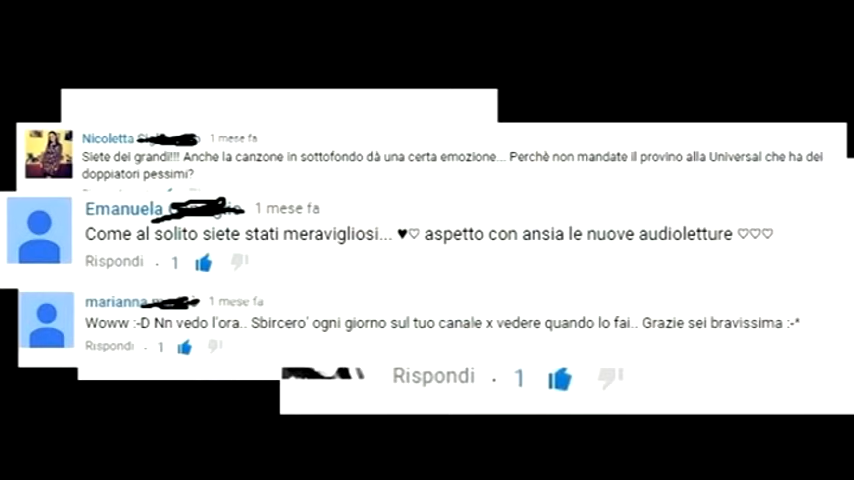 Nicoletta 1 mese fa
Siete dei grandi!!! Anche la canzone in sottofondo dà una certa emozione... Perchè non mandate il provino alla Universal che ha dei
doppiatori pessimi?
Emanuela 1 mese fa
Come al solito siete stati meravigliosi... ♥♡ aspetto con ansia le nuove audioletture ♡♡♡
Rispondi · 1
marianna 1 mese fa
Woww :-D Nn vedo l'ora.. Sbircero' ogni giorno sul tuo canale x vedere quando lo fai.. Grazie sei bravissima :-*
Rispondi · 1
Rispondi · 1